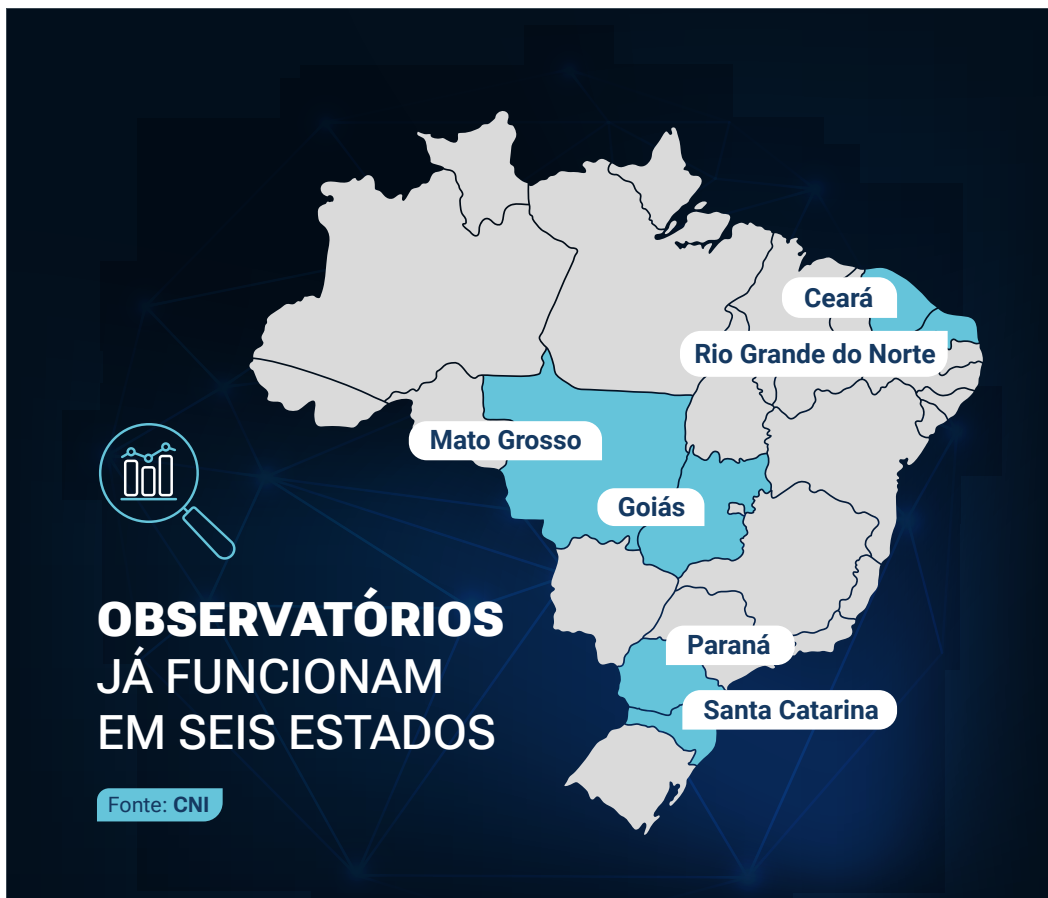 Ceará
Rio Grande do Norte
Mato Grosso
Goiás
OBSERVATÓRIOS
JÁ FUNCIONAM
EM SEIS ESTADOS
Paraná
Santa Catarina
Fonte: CNI